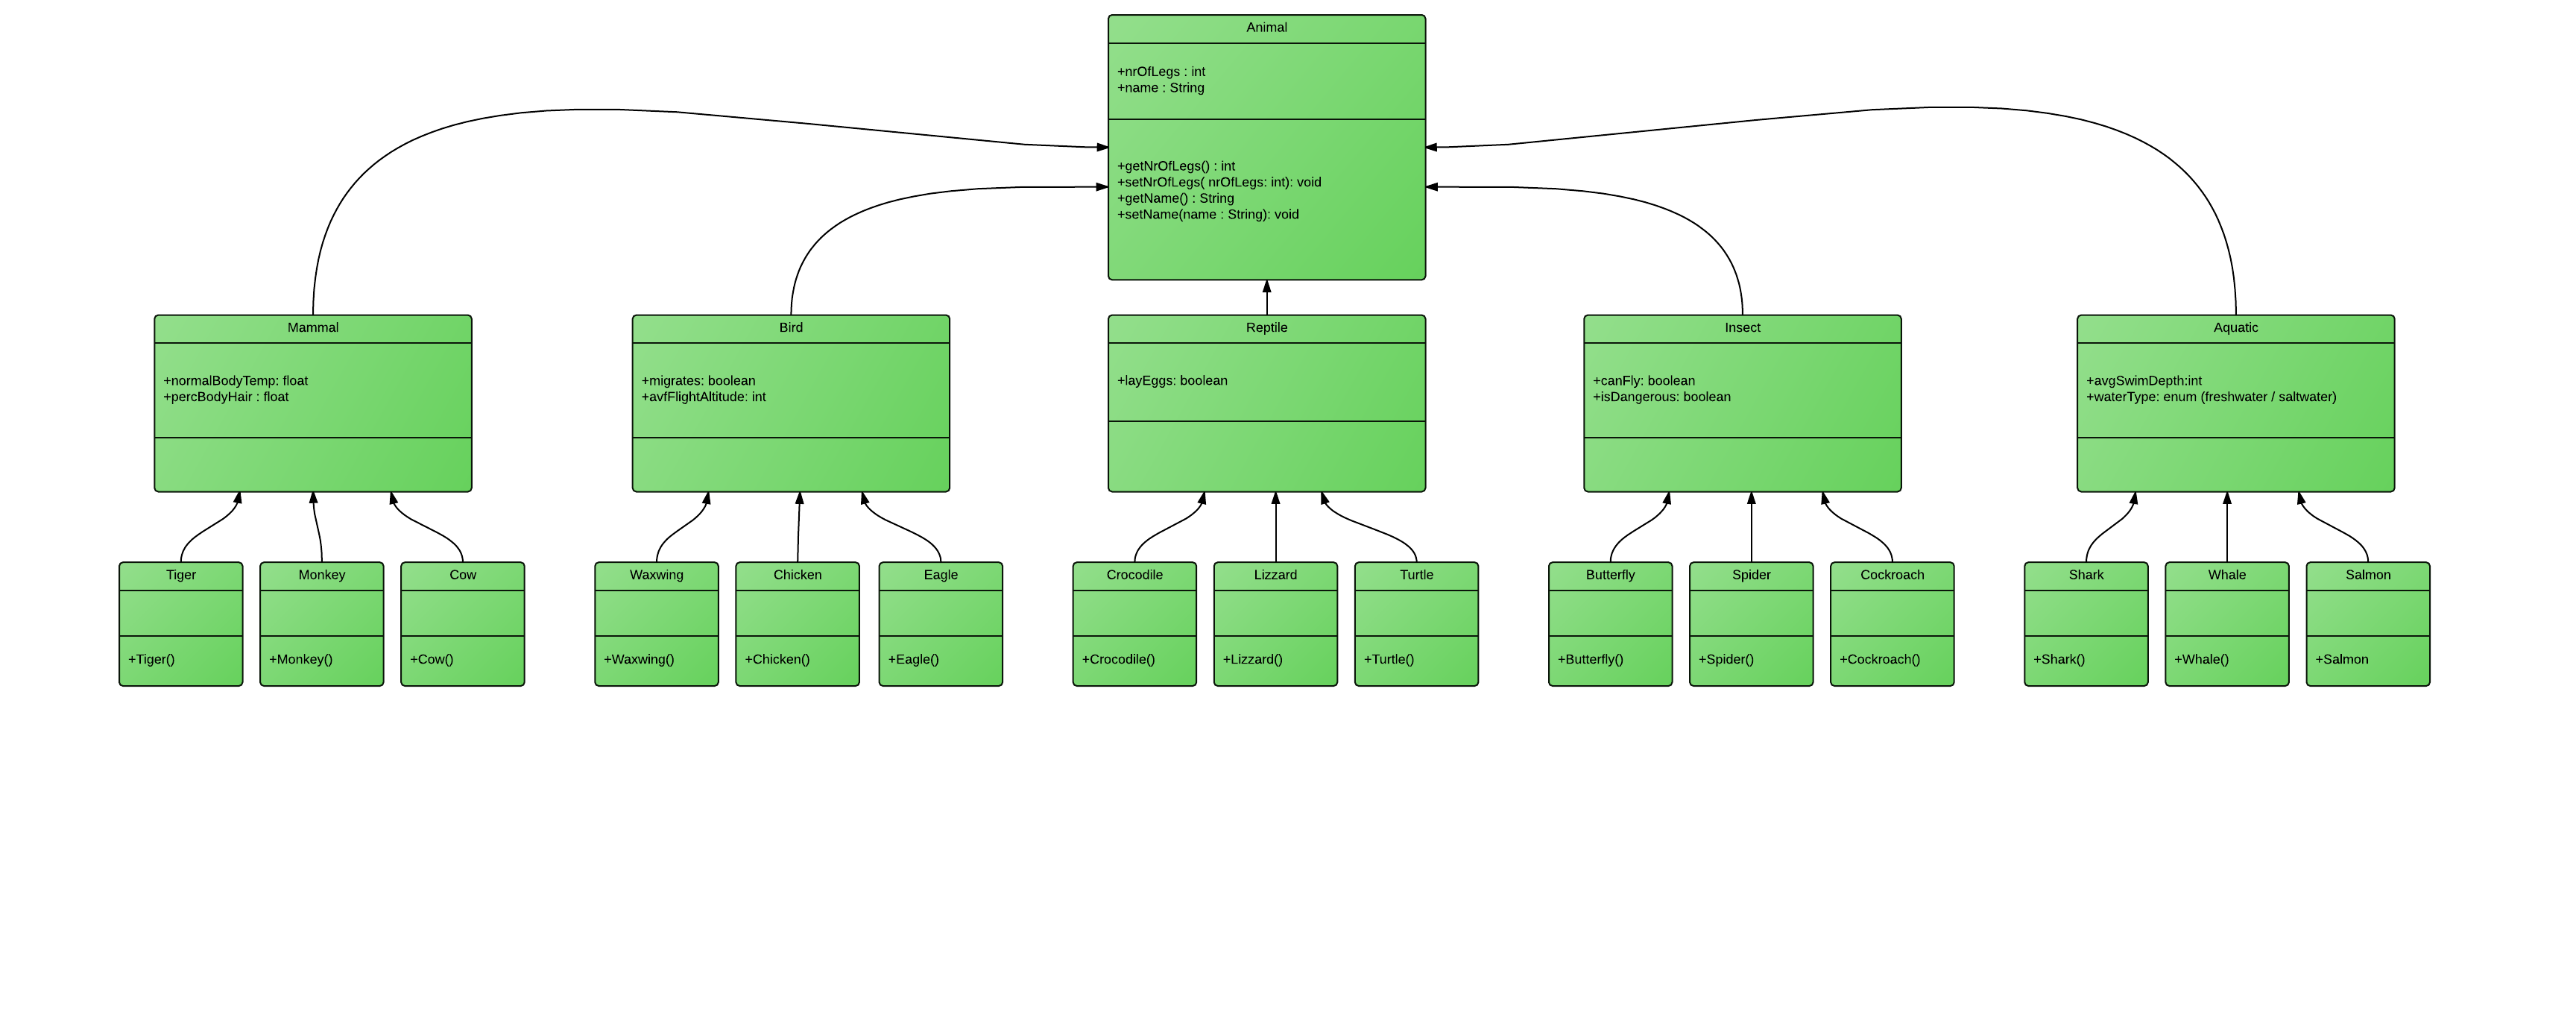 Animal
+nrOfLegs : int
+name : String
+getNrOfLegs() : int
+setNrOfLegs( nrOfLegs: int): void
+getName() : String
+setName(name : String): void
Mammal
+normalBodyTemp: float
+percBodyHair : float
Bird
+migrates: boolean
+avfFlightAltitude: int
Reptile
+layEggs: boolean
Insect
+canFly: boolean
+isDangerous: boolean
Aquatic
+avgSwimDepth:int
+waterType: enum (freshwater / saltwater)
Tiger
+Tiger()
Monkey
+Monkey()
Cow
+Cow()
Waxwing
+Waxwing()
Chicken
+Chicken()
Eagle
+Eagle()
Crocodile
+Crocodile()
Lizzard
+Lizzard()
Turtle
+Turtle()
Butterfly
+Butterfly()
Spider
+Spider()
Cockroach
+Cockroach()
Shark
+Shark()
Whale
+Whale()
Salmon
+Salmon